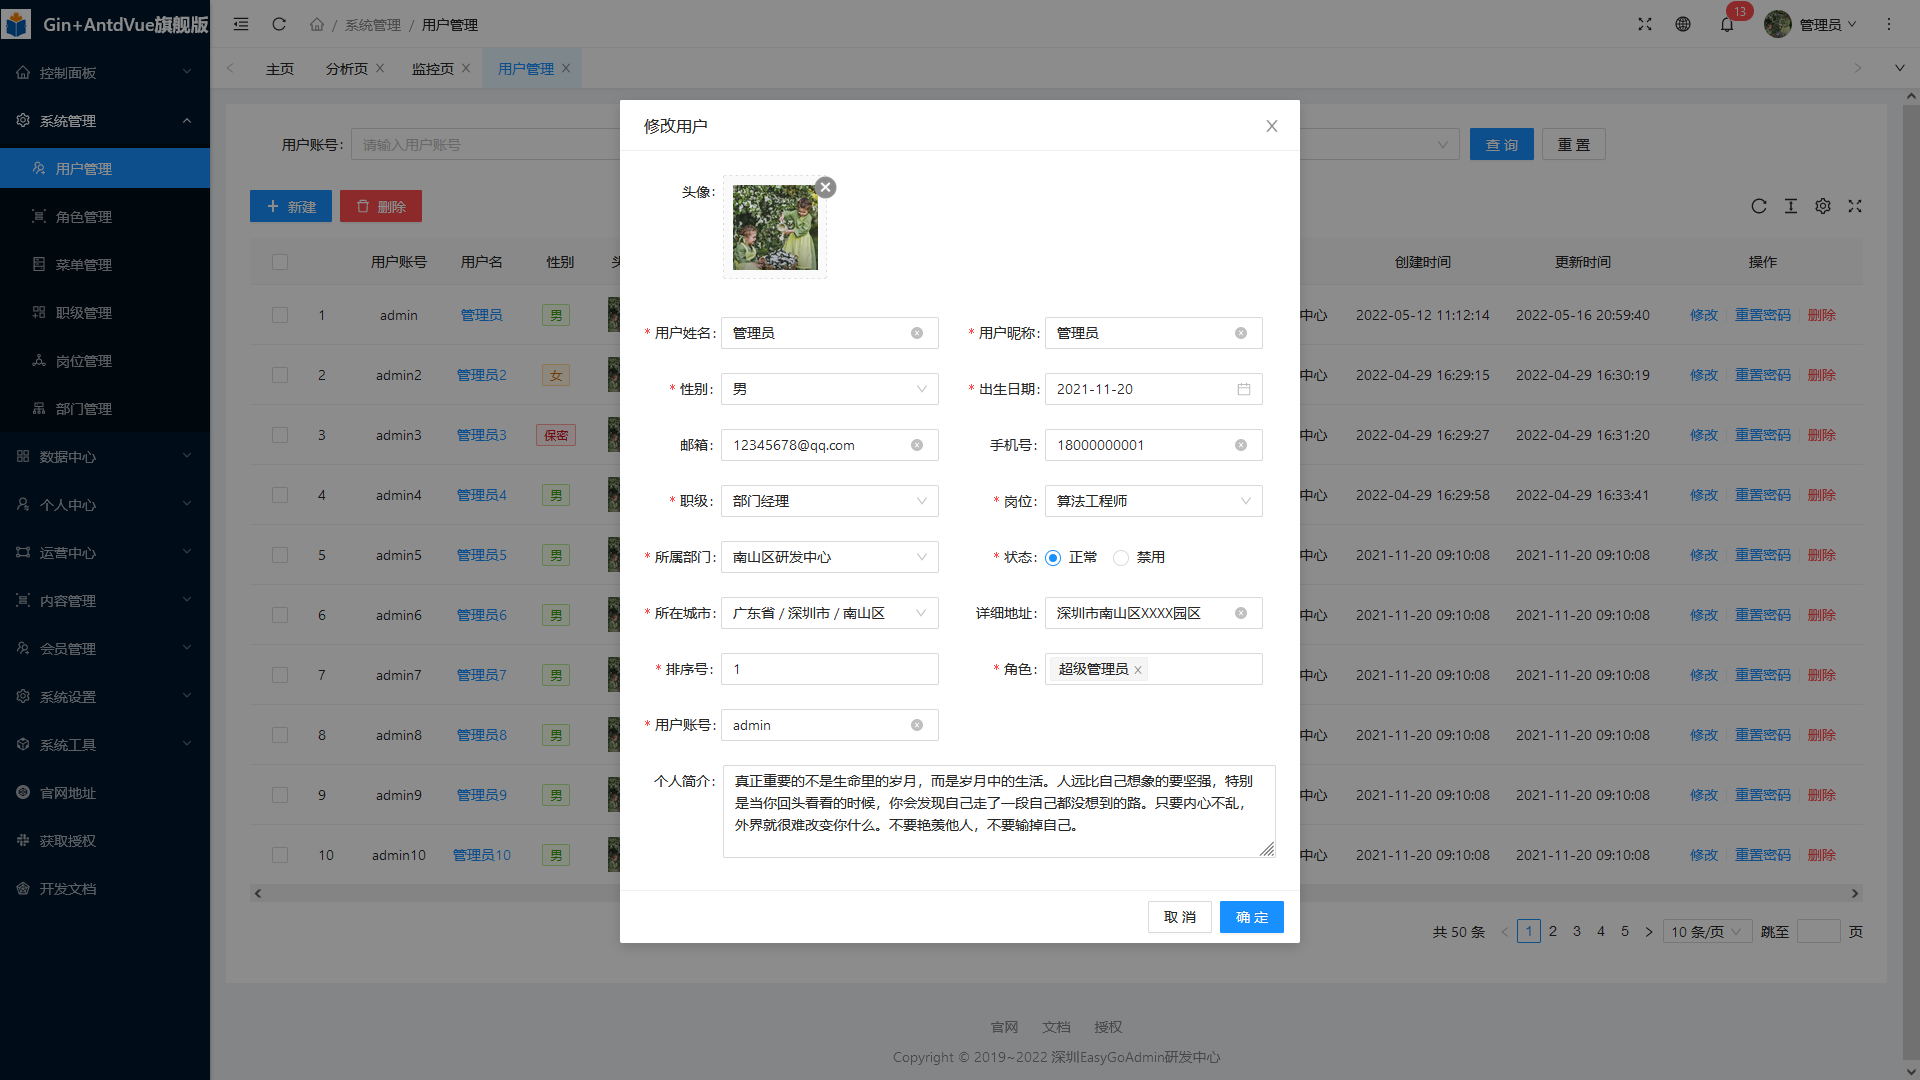 Gin+AntdVue旗舰版
系统管理 / 用户管理
13
管理员
主页 分析页 监控页 用户管理
控制面板
系统管理
用户管理
角色管理
菜单管理
职级管理
岗位管理
部门管理
数据中心
个人中心
运营中心
内容管理
会员管理
系统设置
系统工具
官网地址
获取授权
开发文档
用户账号: 请输入用户账号
查 询 重 置
新建 删除
用户账号 用户名 性别 创建时间 更新时间 操作
1 admin 管理员 男 中心 2022-05-12 11:12:14 2022-05-16 20:59:40 修改 重置密码 删除
2 admin2 管理员2 女 中心 2022-04-29 16:29:15 2022-04-29 16:30:19 修改 重置密码 删除
3 admin3 管理员3 保密 中心 2022-04-29 16:29:27 2022-04-29 16:31:20 修改 重置密码 删除
4 admin4 管理员4 男 中心 2022-04-29 16:29:58 2022-04-29 16:33:41 修改 重置密码 删除
5 admin5 管理员5 男 中心 2021-11-20 09:10:08 2021-11-20 09:10:08 修改 重置密码 删除
6 admin6 管理员6 男 中心 2021-11-20 09:10:08 2021-11-20 09:10:08 修改 重置密码 删除
7 admin7 管理员7 男 中心 2021-11-20 09:10:08 2021-11-20 09:10:08 修改 重置密码 删除
8 admin8 管理员8 男 中心 2021-11-20 09:10:08 2021-11-20 09:10:08 修改 重置密码 删除
9 admin9 管理员9 男 中心 2021-11-20 09:10:08 2021-11-20 09:10:08 修改 重置密码 删除
10 admin10 管理员10 男 中心 2021-11-20 09:10:08 2021-11-20 09:10:08 修改 重置密码 删除
共 50 条 1 2 3 4 5 10 条/页 跳至 页
修改用户
头像:
* 用户姓名: 管理员 * 用户昵称: 管理员
* 性别: 男 * 出生日期: 2021-11-20
邮箱: 12345678@qq.com 手机号: 18000000001
* 职级: 部门经理 * 岗位: 算法工程师
* 所属部门: 南山区研发中心 * 状态: 正常 禁用
* 所在城市: 广东省 / 深圳市 / 南山区 详细地址: 深圳市南山区XXXX园区
* 排序号: 1 * 角色: 超级管理员
* 用户账号: admin
个人简介: 真正重要的不是生命里的岁月，而是岁月中的生活。人远比自己想象的要坚强，特别
是当你回头看看的时候，你会发现自己走了一段自己都没想到的路。只要内心不乱，
外界就很难改变你什么。不要艳羡他人，不要输掉自己。
取 消 确 定
官网 文档 授权
Copyright © 2019~2022 深圳EasyGoAdmin研发中心